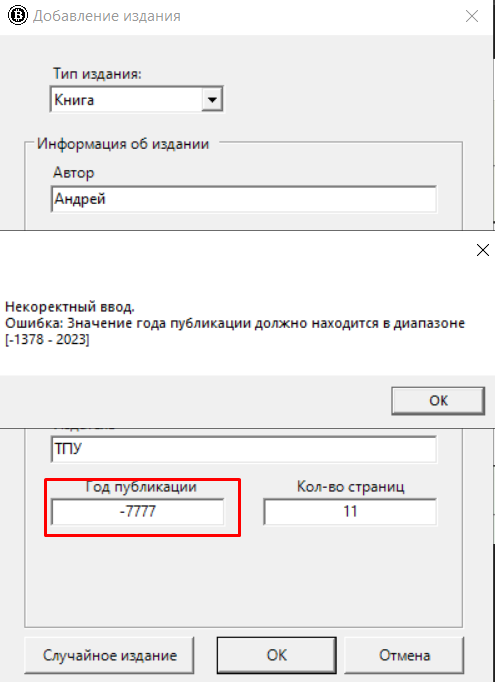 Добавление издания
Тип издания:
Книга
Информация об издании
Автор
Андрей
Некоректный ввод.
Ошибка: Значение года публикации должно находится в диапазоне
[-1378 - 2023]
OK
ТПУ
Год публикации
Кол-во страниц
-7777
11
Случайное издание
OK
Отмена